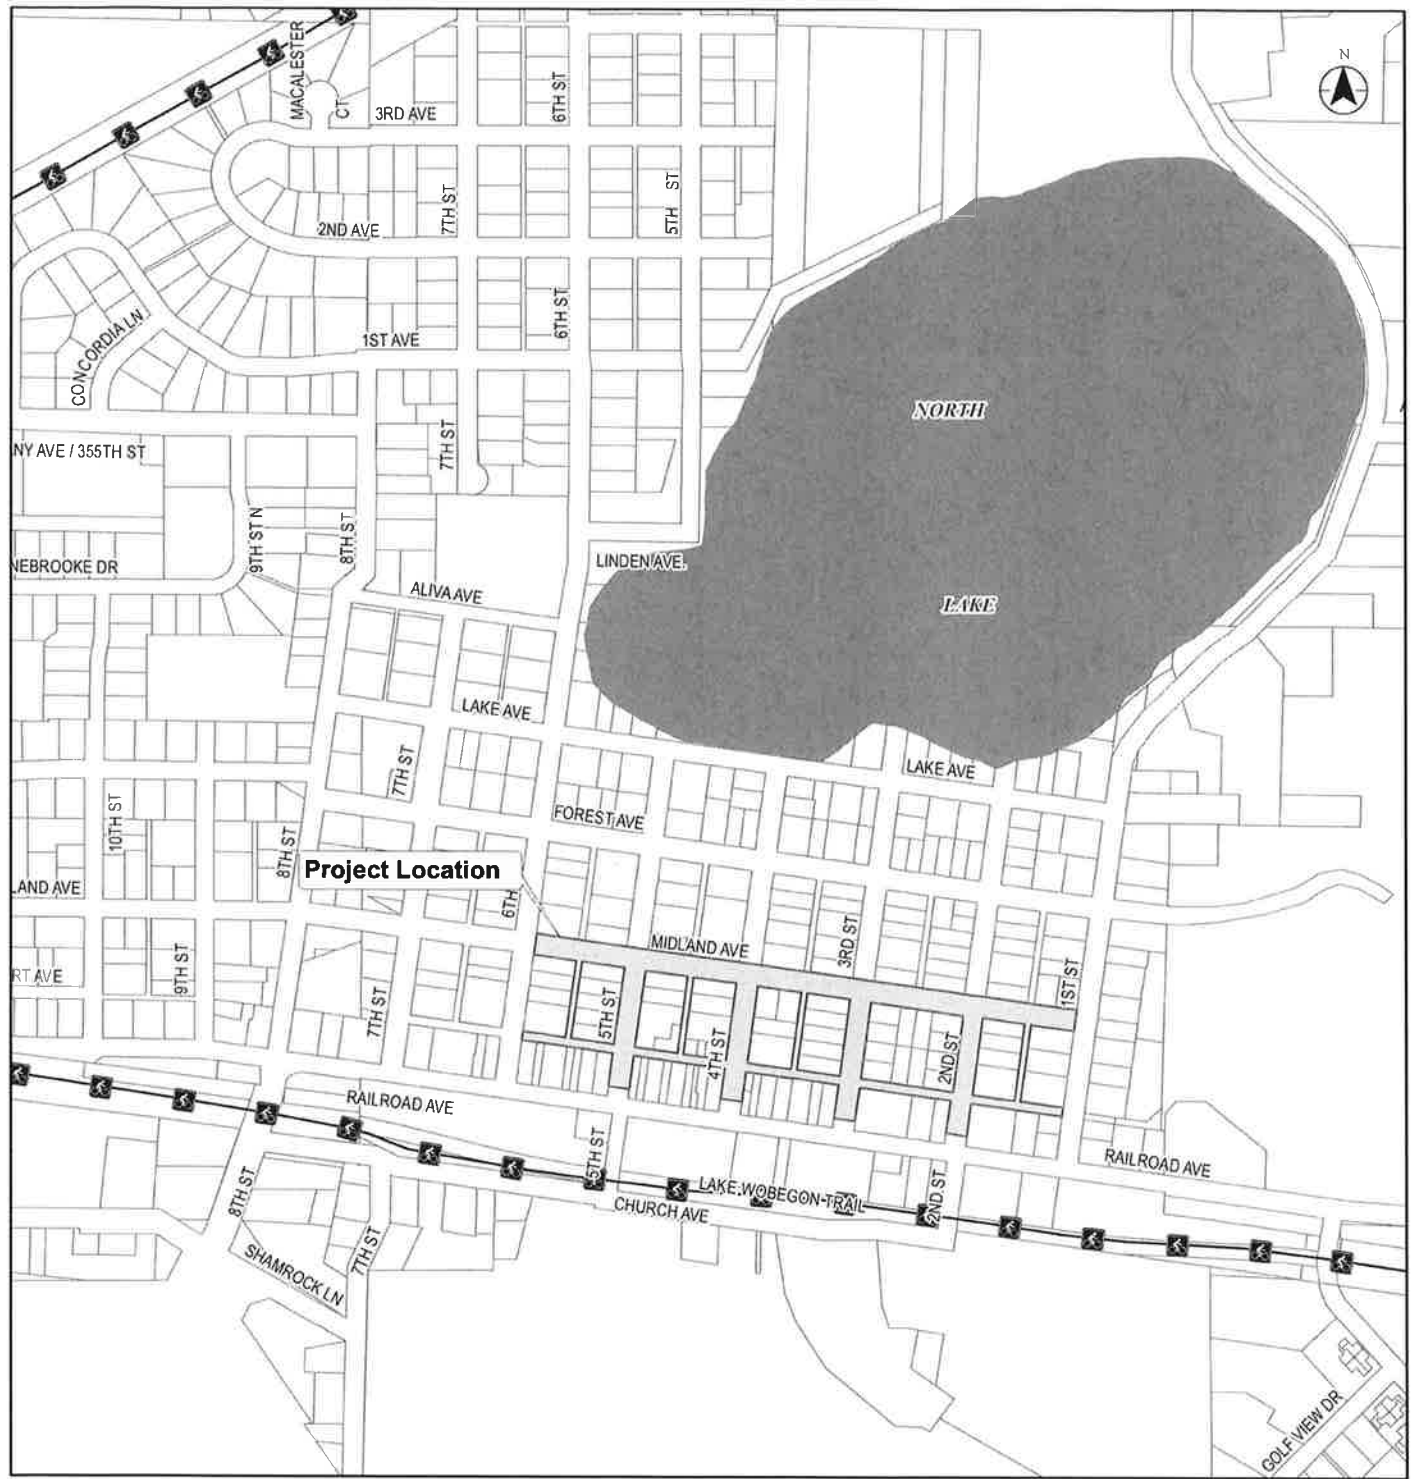 MACALESTER
CT
3RD AVE
6TH ST
N
7TH ST
5TH ST
2ND AVE
6TH ST
CONCORDIA LN
1ST AVE
NORTH
7TH ST
NY AVE / 355TH ST
9TH ST N
8TH ST
NEBROOKE DR
LINDEN AVE.
ALIVA AVE
LAKE
LAKE AVE
7TH ST
LAKE AVE
10TH ST
8TH ST
FOREST AVE
Project Location
LAND AVE
6TH
MIDLAND AVE
3RD ST
RT AVE
9TH ST
7TH ST
5TH ST
1ST ST
4TH ST
2ND ST
RAILROAD AVE
5TH ST
RAILROAD AVE
8TH ST
LAKE WOBEGON TRAIL
2ND ST
CHURCH AVE
7TH ST
SHAMROCK LN
GOLF VIEW DR